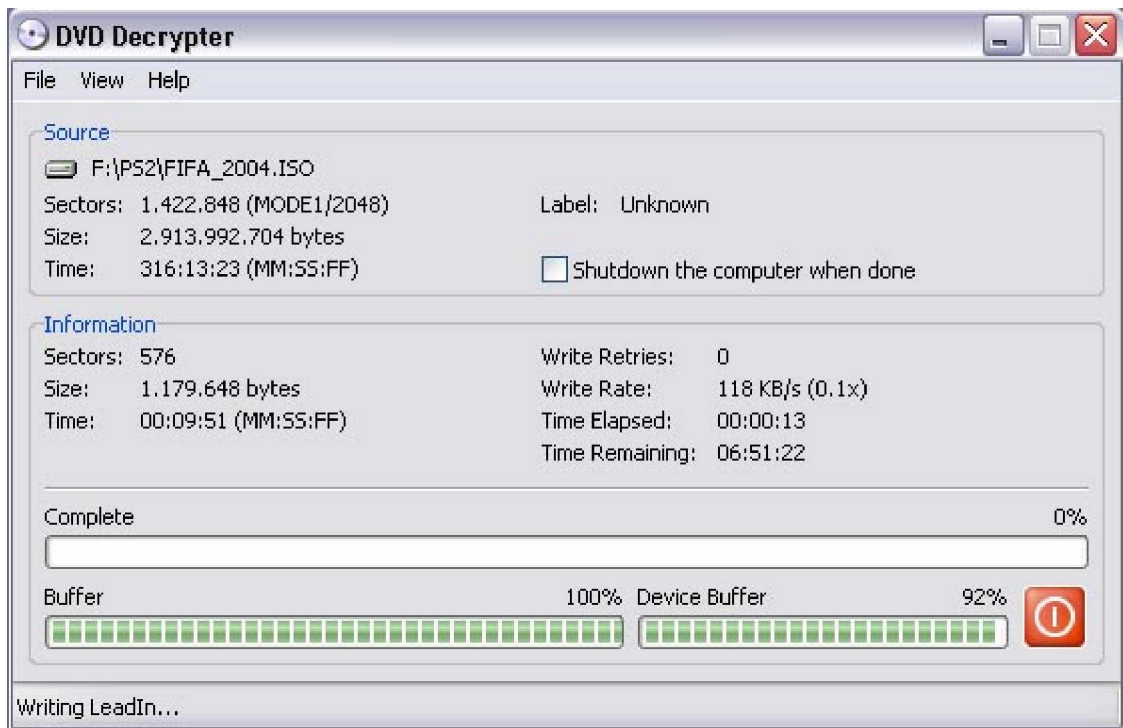 DVD Decrypter
File View Help
Source
F:\PS2\FIFA_2004.ISO
Sectors: 1.422.848 (MODE1/2048) Label: Unknown
Size: 2.913.992.704 bytes
Time: 316:13:23 (MM:SS:FF) Shutdown the computer when done
Information
Sectors: 576 Write Retries: 0
Size: 1.179.648 bytes Write Rate: 118 KB/s (0.1x)
Time: 00:09:51 (MM:SS:FF) Time Elapsed: 00:00:13
Time Remaining: 06:51:22
Complete 0%
Buffer 100% Device Buffer 92%
Writing LeadIn...